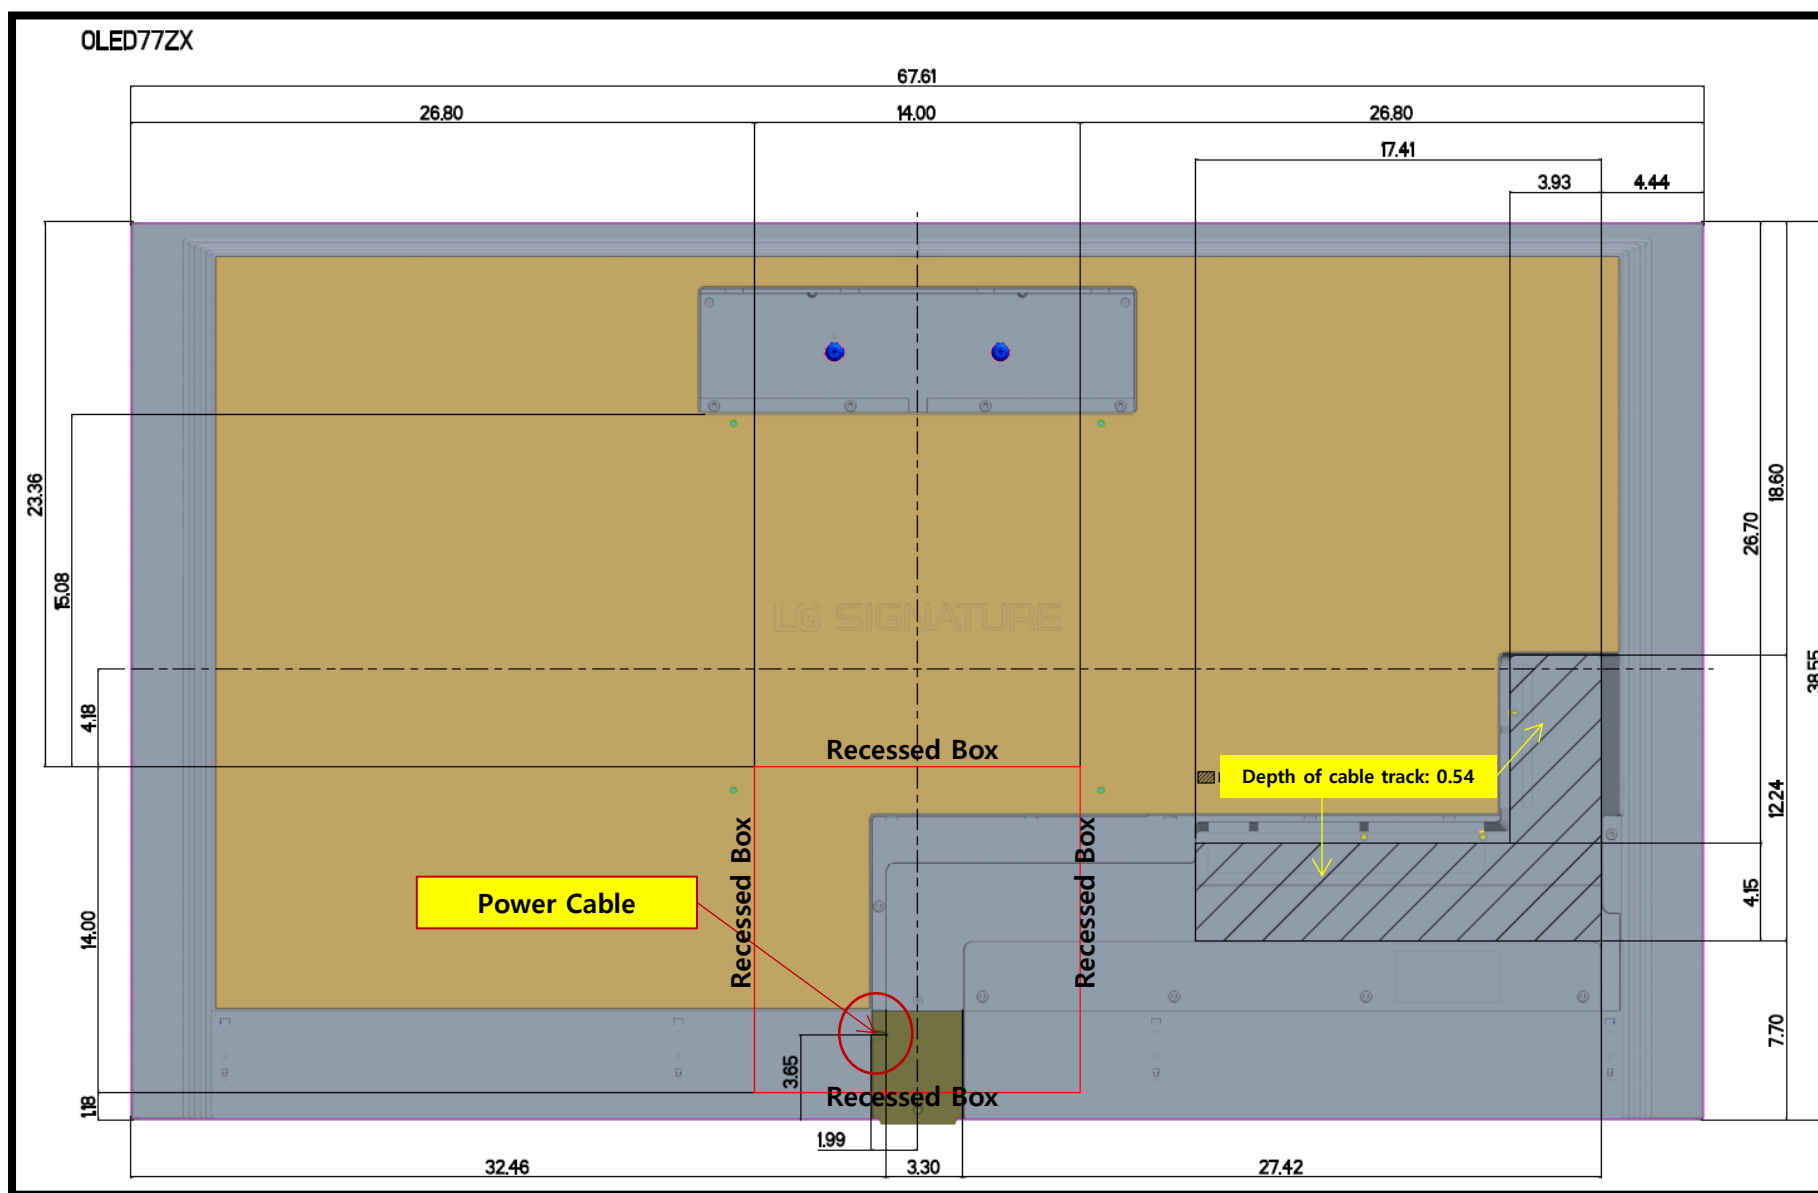 OLED77ZX
67.61
26.80
14.00
26.80
17.41
3.93
4.44
23.36
15.08
4.18
14.00
1.18
18.60
26.70
38.55
12.24
4.15
7.70
LG SIGNATURE
Recessed Box
Depth of cable track: 0.54
Recessed Box
Recessed Box
Power Cable
3.65
Recessed Box
1.99
32.46
3.30
27.42